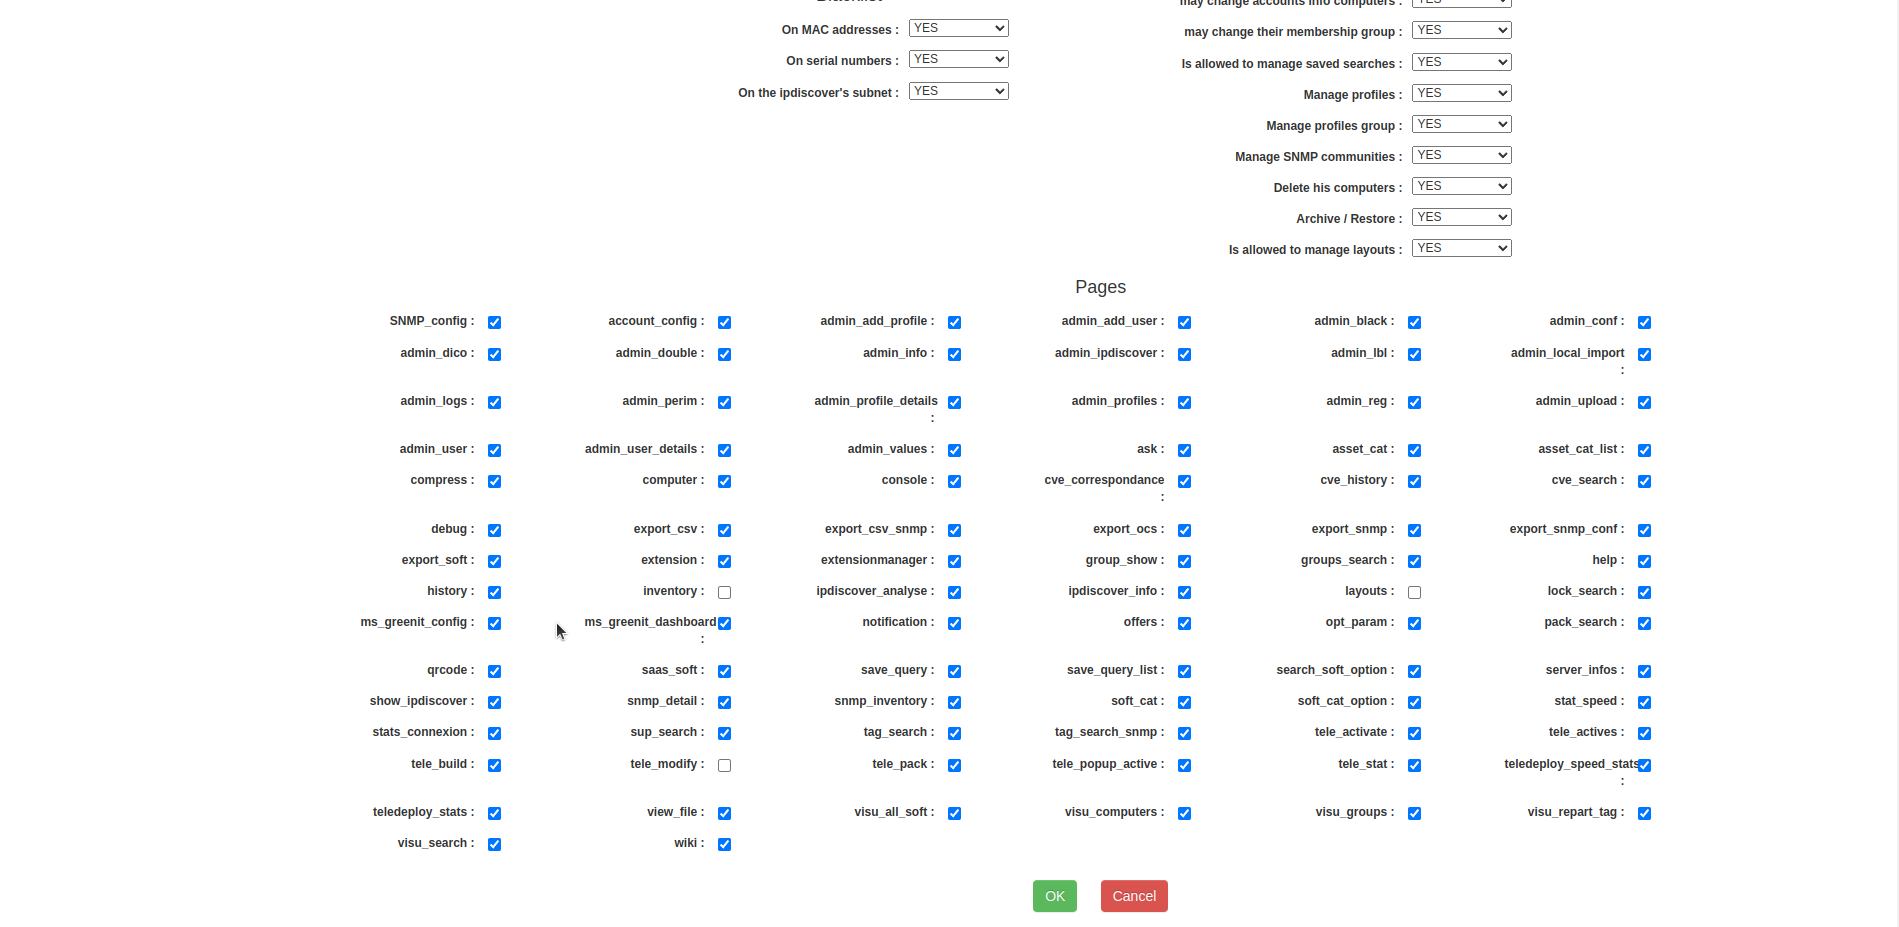 Blacklist
may change accounts info computers : YES
On MAC addresses : YES
may change their membership group : YES
On serial numbers : YES
Is allowed to manage saved searches : YES
On the ipdiscover's subnet : YES
Manage profiles : YES
Manage profiles group : YES
Manage SNMP communities : YES
Delete his computers : YES
Archive / Restore : YES
Is allowed to manage layouts : YES
Pages
SNMP_config : account_config : admin_add_profile : admin_add_user : admin_black : admin_conf :
admin_dico : admin_double : admin_info : admin_ipdiscover : admin_lbl : admin_local_import
:
admin_logs : admin_perim : admin_profile_details admin_profiles : admin_reg : admin_upload :
:
admin_user : admin_user_details : admin_values : ask : asset_cat : asset_cat_list :
compress : computer : console : cve_correspondance cve_history : cve_search :
:
debug : export_csv : export_csv_snmp : export_ocs : export_snmp : export_snmp_conf :
export_soft : extension : extensionmanager : group_show : groups_search : help :
history : inventory : ipdiscover_analyse : ipdiscover_info : layouts : lock_search :
ms_greenit_config : ms_greenit_dashboard notification : offers : opt_param : pack_search :
:
qrcode : saas_soft : save_query : save_query_list : search_soft_option : server_infos :
show_ipdiscover : snmp_detail : snmp_inventory : soft_cat : soft_cat_option : stat_speed :
stats_connexion : sup_search : tag_search : tag_search_snmp : tele_activate : tele_actives :
tele_build : tele_modify : tele_pack : tele_popup_active : tele_stat : teledeploy_speed_stats
:
teledeploy_stats : view_file : visu_all_soft : visu_computers : visu_groups : visu_repart_tag :
visu_search : wiki :
OK Cancel